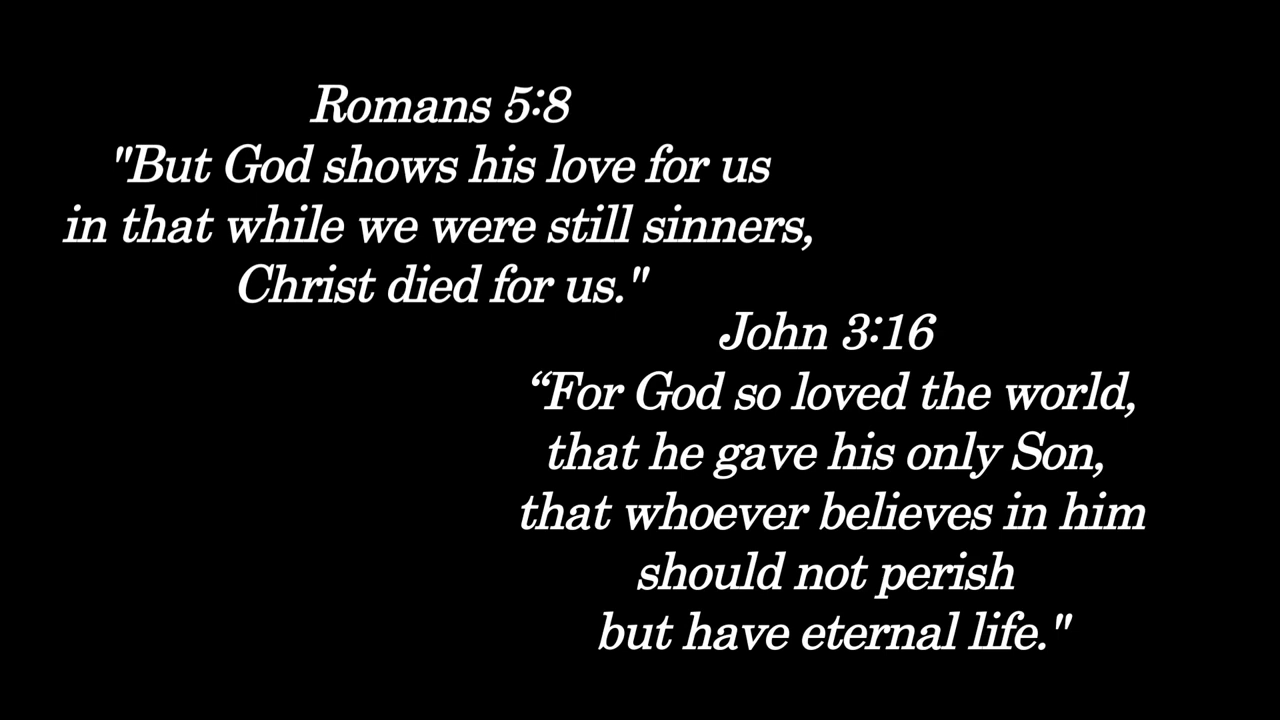 Romans 5:8
"But God shows his love for us
in that while we were still sinners,
Christ died for us."
John 3:16
“For God so loved the world,
that he gave his only Son,
that whoever believes in him
should not perish
but have eternal life."